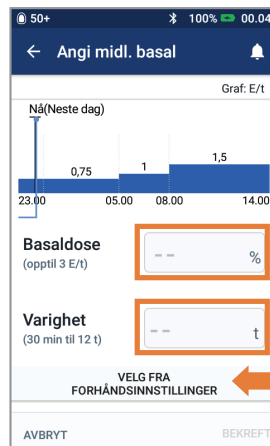 50+ 100% 00.04
Angi midl. basal
Graf: E/t
Nå(Neste dag)
0,75 1 1,5
23.00 05.00 08.00 14.00
Basaldose
(opptil 3 E/t)
-- %
Varighet
(30 min til 12 t)
-- t
VELG FRA
FORHÅNDSINNSTILLINGER
AVBRYT BEKREFT